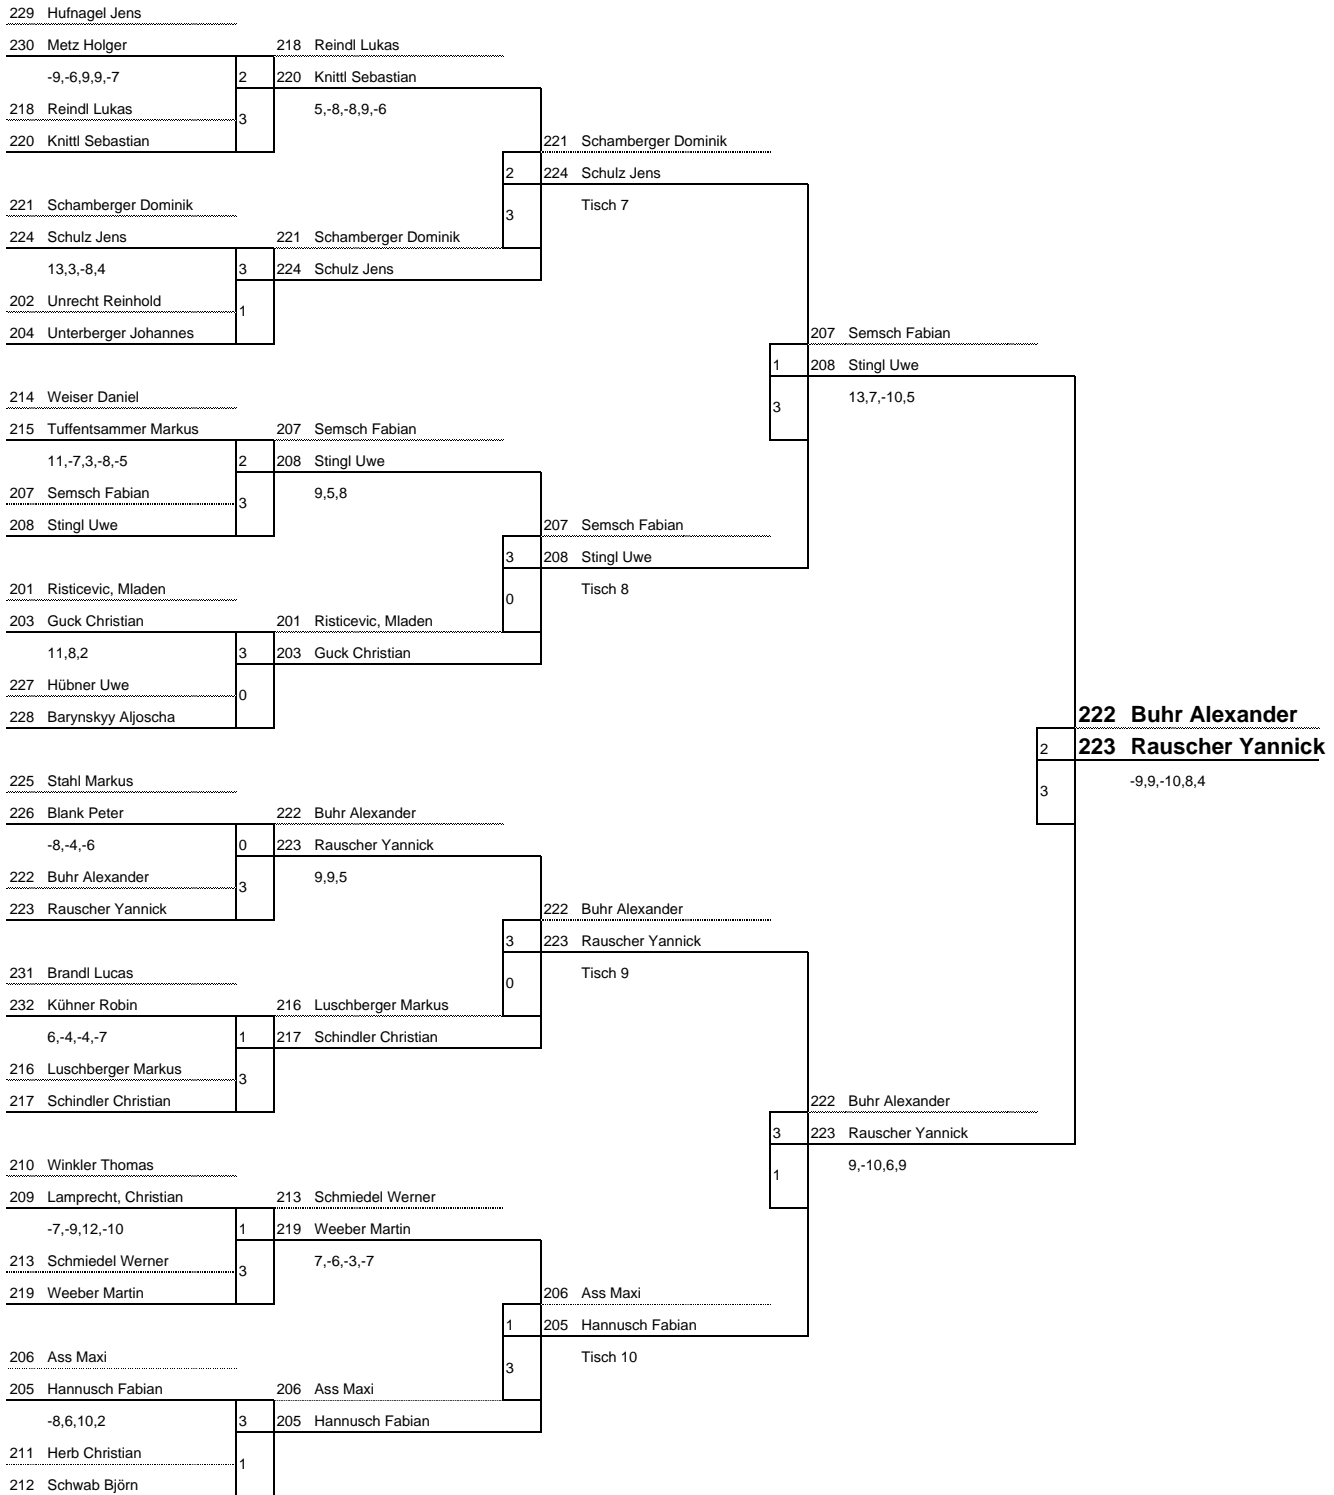 229 Hufnagel Jens
230 Metz Holger
218 Reindl Lukas
-9,-6,9,9,-7
2
220 Knittl Sebastian
218 Reindl Lukas
3
5,-8,-8,9,-6
220 Knittl Sebastian
221 Schamberger Dominik
2
224 Schulz Jens
221 Schamberger Dominik
3
Tisch 7
224 Schulz Jens
221 Schamberger Dominik
13,3,-8,4
3
224 Schulz Jens
202 Unrecht Reinhold
1
204 Unterberger Johannes
207 Semsch Fabian
1
208 Stingl Uwe
214 Weiser Daniel
3
13,7,-10,5
215 Tuffentsammer Markus
207 Semsch Fabian
11,-7,3,-8,-5
2
208 Stingl Uwe
207 Semsch Fabian
3
9,5,8
208 Stingl Uwe
207 Semsch Fabian
3
208 Stingl Uwe
201 Risticevic, Mladen
0
Tisch 8
203 Guck Christian
201 Risticevic, Mladen
11,8,2
3
203 Guck Christian
227 Hübner Uwe
0
228 Barynskyy Aljoscha
222 Buhr Alexander
2
223 Rauscher Yannick
225 Stahl Markus
3
-9,9,-10,8,4
226 Blank Peter
222 Buhr Alexander
-8,-4,-6
0
223 Rauscher Yannick
222 Buhr Alexander
3
9,9,5
223 Rauscher Yannick
222 Buhr Alexander
3
223 Rauscher Yannick
231 Brandl Lucas
0
Tisch 9
232 Kühner Robin
216 Luschberger Markus
6,-4,-4,-7
1
217 Schindler Christian
216 Luschberger Markus
3
217 Schindler Christian
222 Buhr Alexander
3
223 Rauscher Yannick
210 Winkler Thomas
1
9,-10,6,9
209 Lamprecht, Christian
213 Schmiedel Werner
-7,-9,12,-10
1
219 Weeber Martin
213 Schmiedel Werner
3
7,-6,-3,-7
219 Weeber Martin
206 Ass Maxi
1
205 Hannusch Fabian
206 Ass Maxi
3
Tisch 10
205 Hannusch Fabian
206 Ass Maxi
-8,6,10,2
3
205 Hannusch Fabian
211 Herb Christian
1
212 Schwab Björn